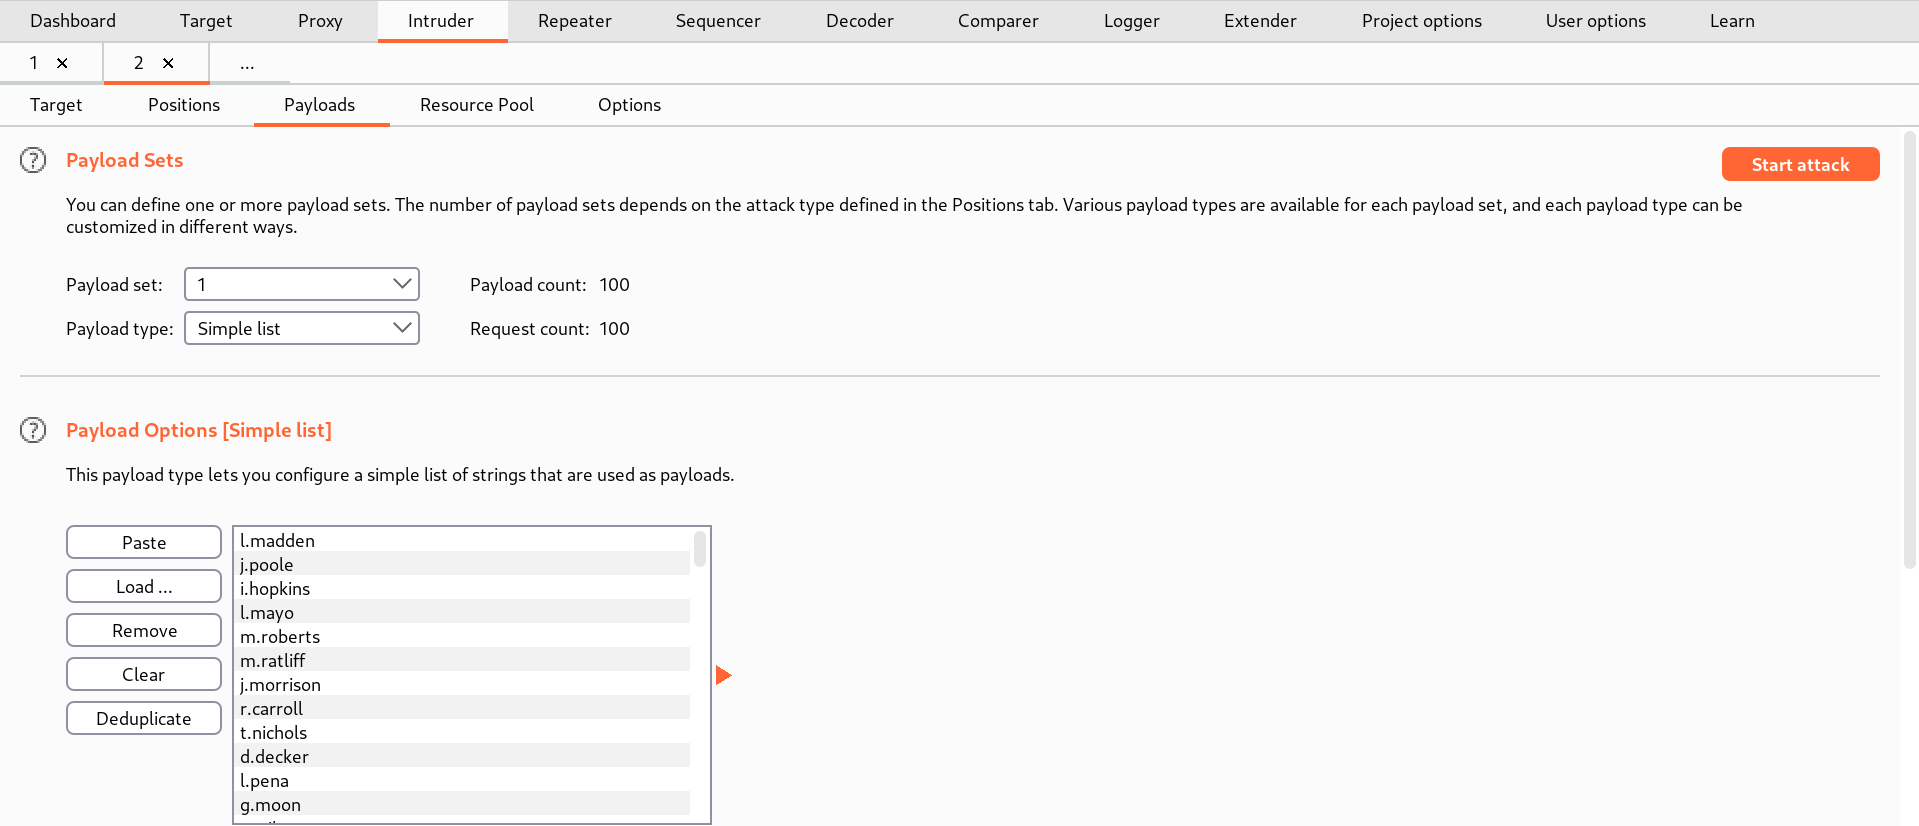 Dashboard Target Proxy Intruder Repeater Sequencer Decoder Comparer Logger Extender Project options User options Learn
1 × 2 × ...
Target Positions Payloads Resource Pool Options
? Payload Sets Start attack
You can define one or more payload sets. The number of payload sets depends on the attack type defined in the Positions tab. Various payload types are available for each payload set, and each payload type can be
customized in different ways.
Payload set: 1 Payload count: 100
Payload type: Simple list Request count: 100
? Payload Options [Simple list]
This payload type lets you configure a simple list of strings that are used as payloads.
Paste
Load ...
Remove
Clear
Deduplicate
l.madden
j.poole
i.hopkins
l.mayo
m.roberts
m.ratliff
j.morrison
r.carroll
t.nichols
d.decker
l.pena
g.moon